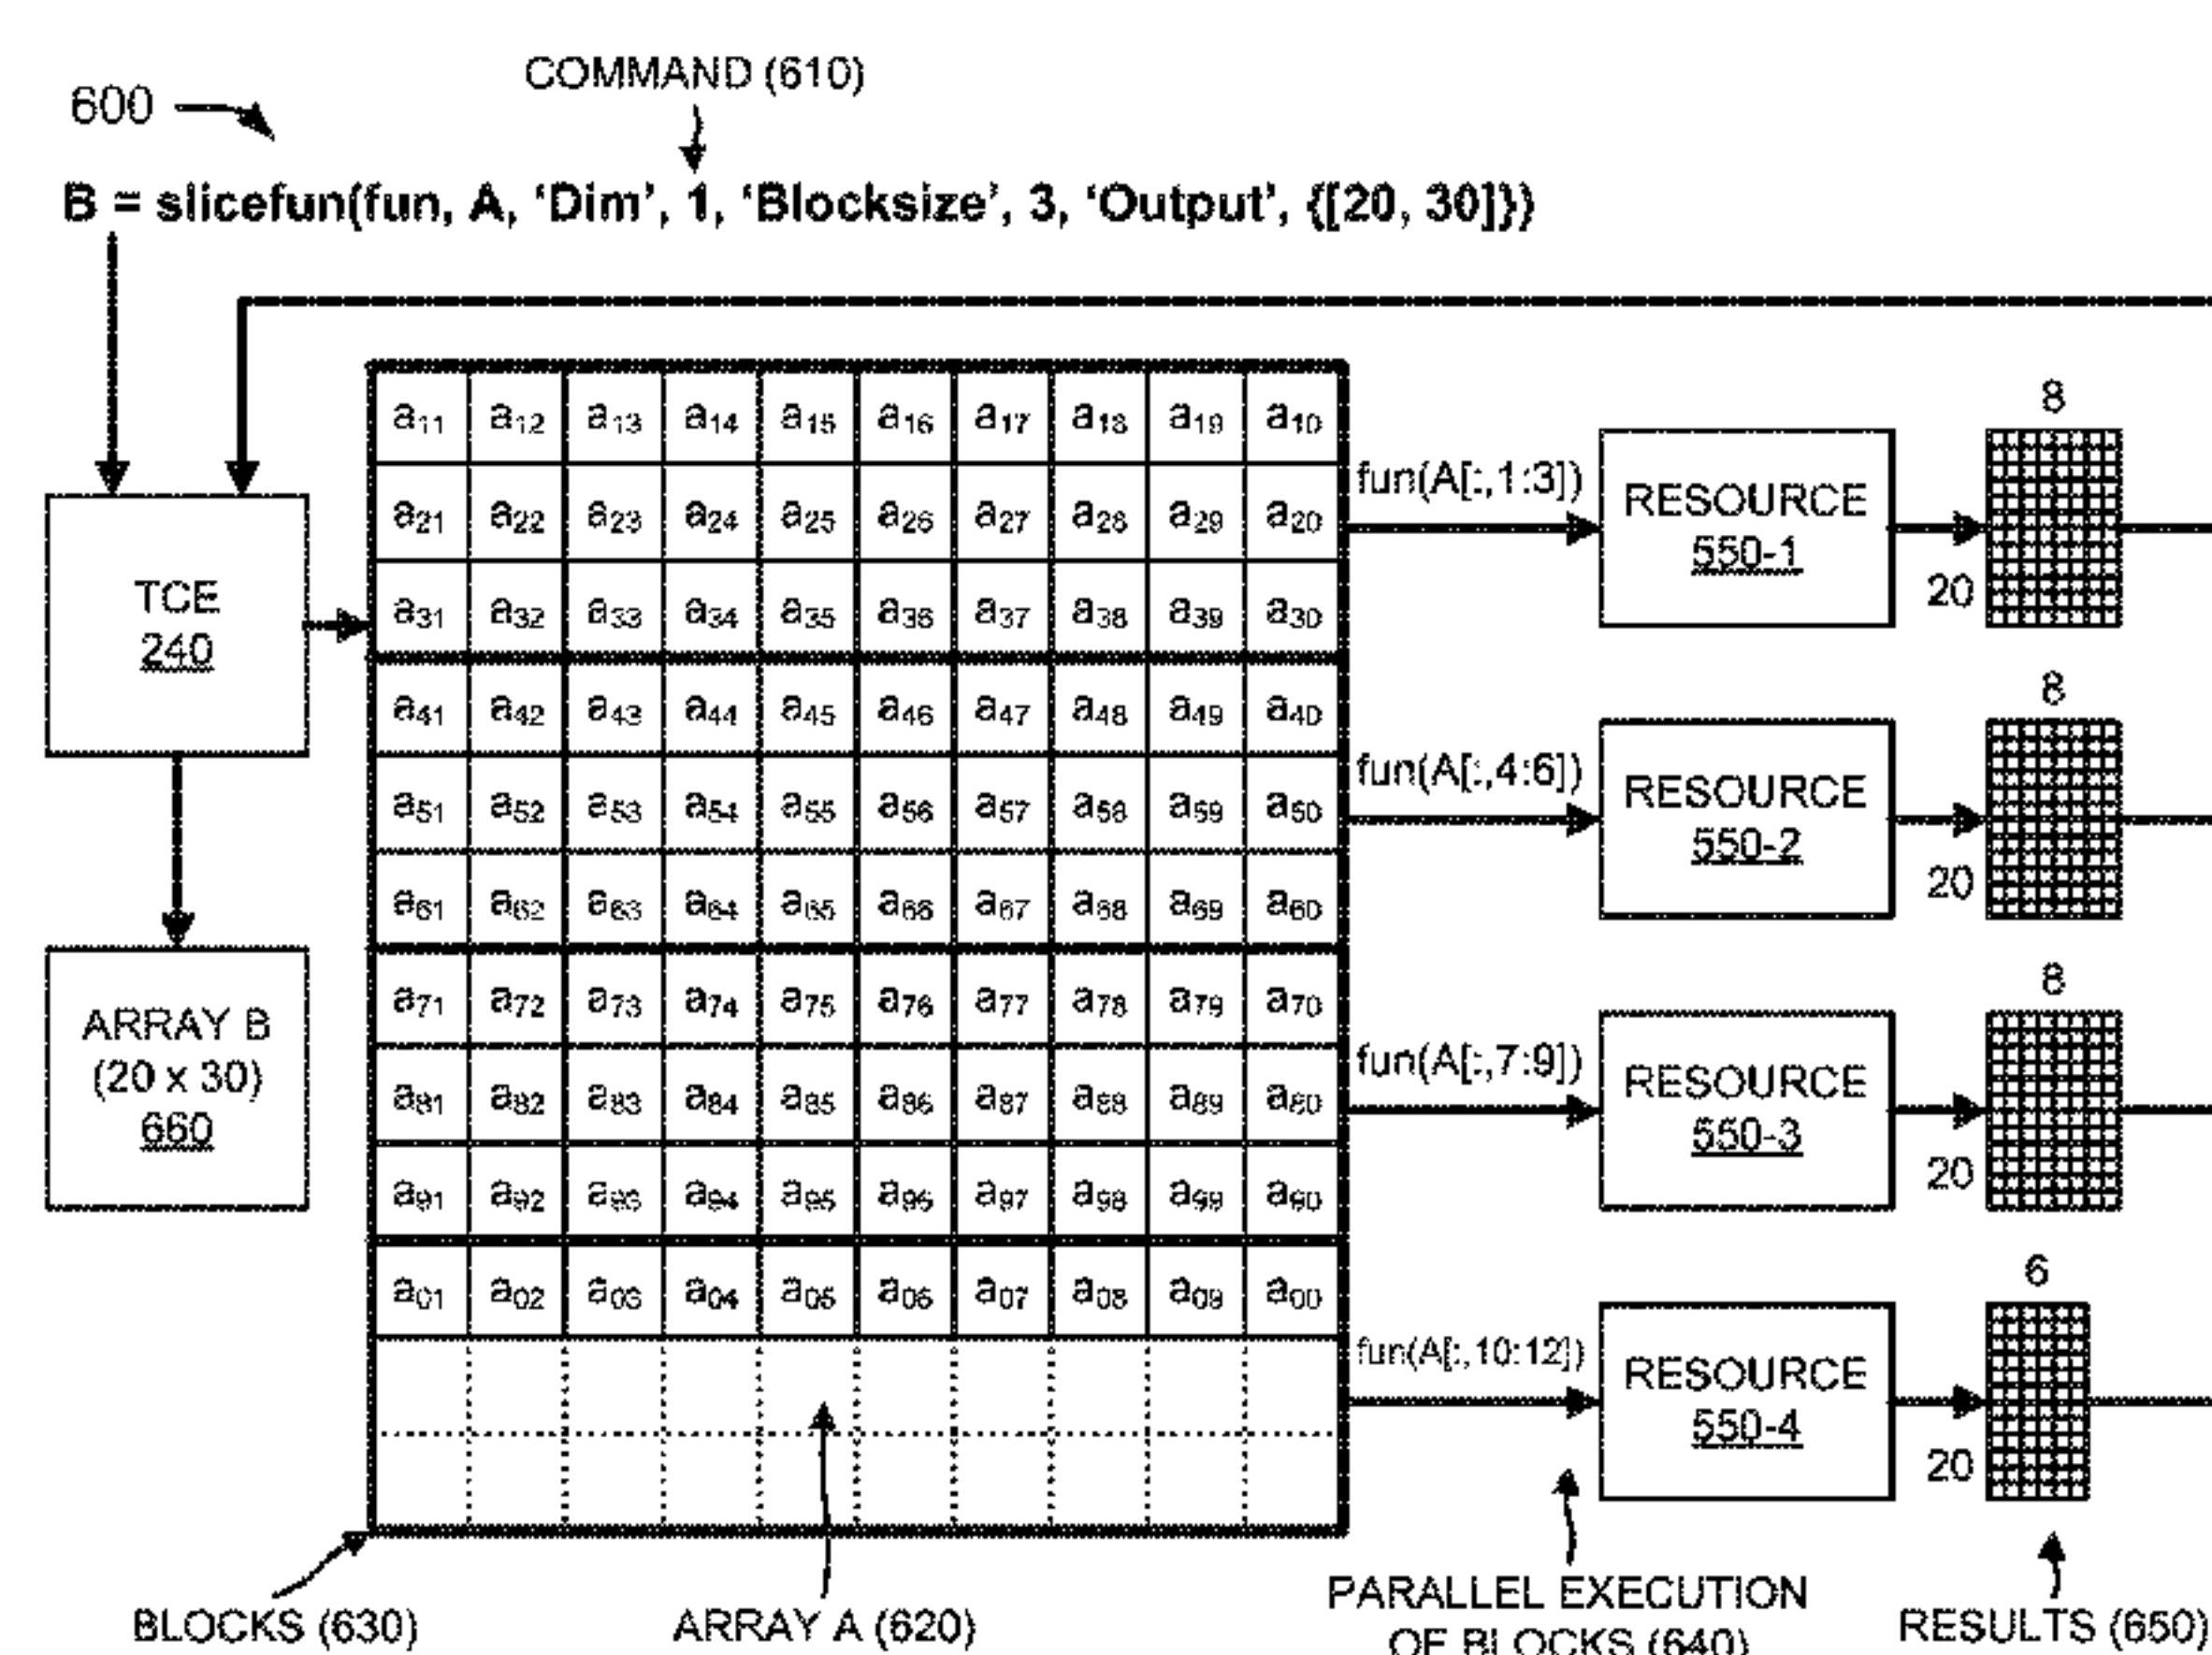 COMMAND (610)
600
B = slicefun(fun, A, ‘Dim’, 1, ‘Blocksize’, 3, ‘Output’, {[20, 30]})
TCE
240
ARRAY B
(20 x 30)
660
a11 a12 a13 a14 a15 a16 a17 a18 a19 a10
a21 a22 a23 a24 a25 a26 a27 a28 a29 a20
a31 a32 a33 a34 a35 a36 a37 a38 a39 a30
a41 a42 a43 a44 a45 a46 a47 a48 a49 a40
a51 a52 a53 a54 a55 a56 a57 a58 a59 a50
a61 a62 a63 a64 a65 a66 a67 a68 a69 a60
a71 a72 a73 a74 a75 a76 a77 a78 a79 a70
a81 a82 a83 a84 a85 a86 a87 a88 a89 a80
a91 a92 a93 a94 a95 a96 a97 a98 a99 a90
a01 a02 a03 a04 a05 a06 a07 a08 a09 a00
fun(A[:,1:3])
RESOURCE
550-1
8
20
fun(A[:,4:6])
RESOURCE
550-2
8
20
fun(A[:,7:9])
RESOURCE
550-3
8
20
fun(A[:,10:12])
RESOURCE
550-4
6
20
BLOCKS (630)
ARRAY A (620)
PARALLEL EXECUTION
OF BLOCKS (640)
RESULTS (650)